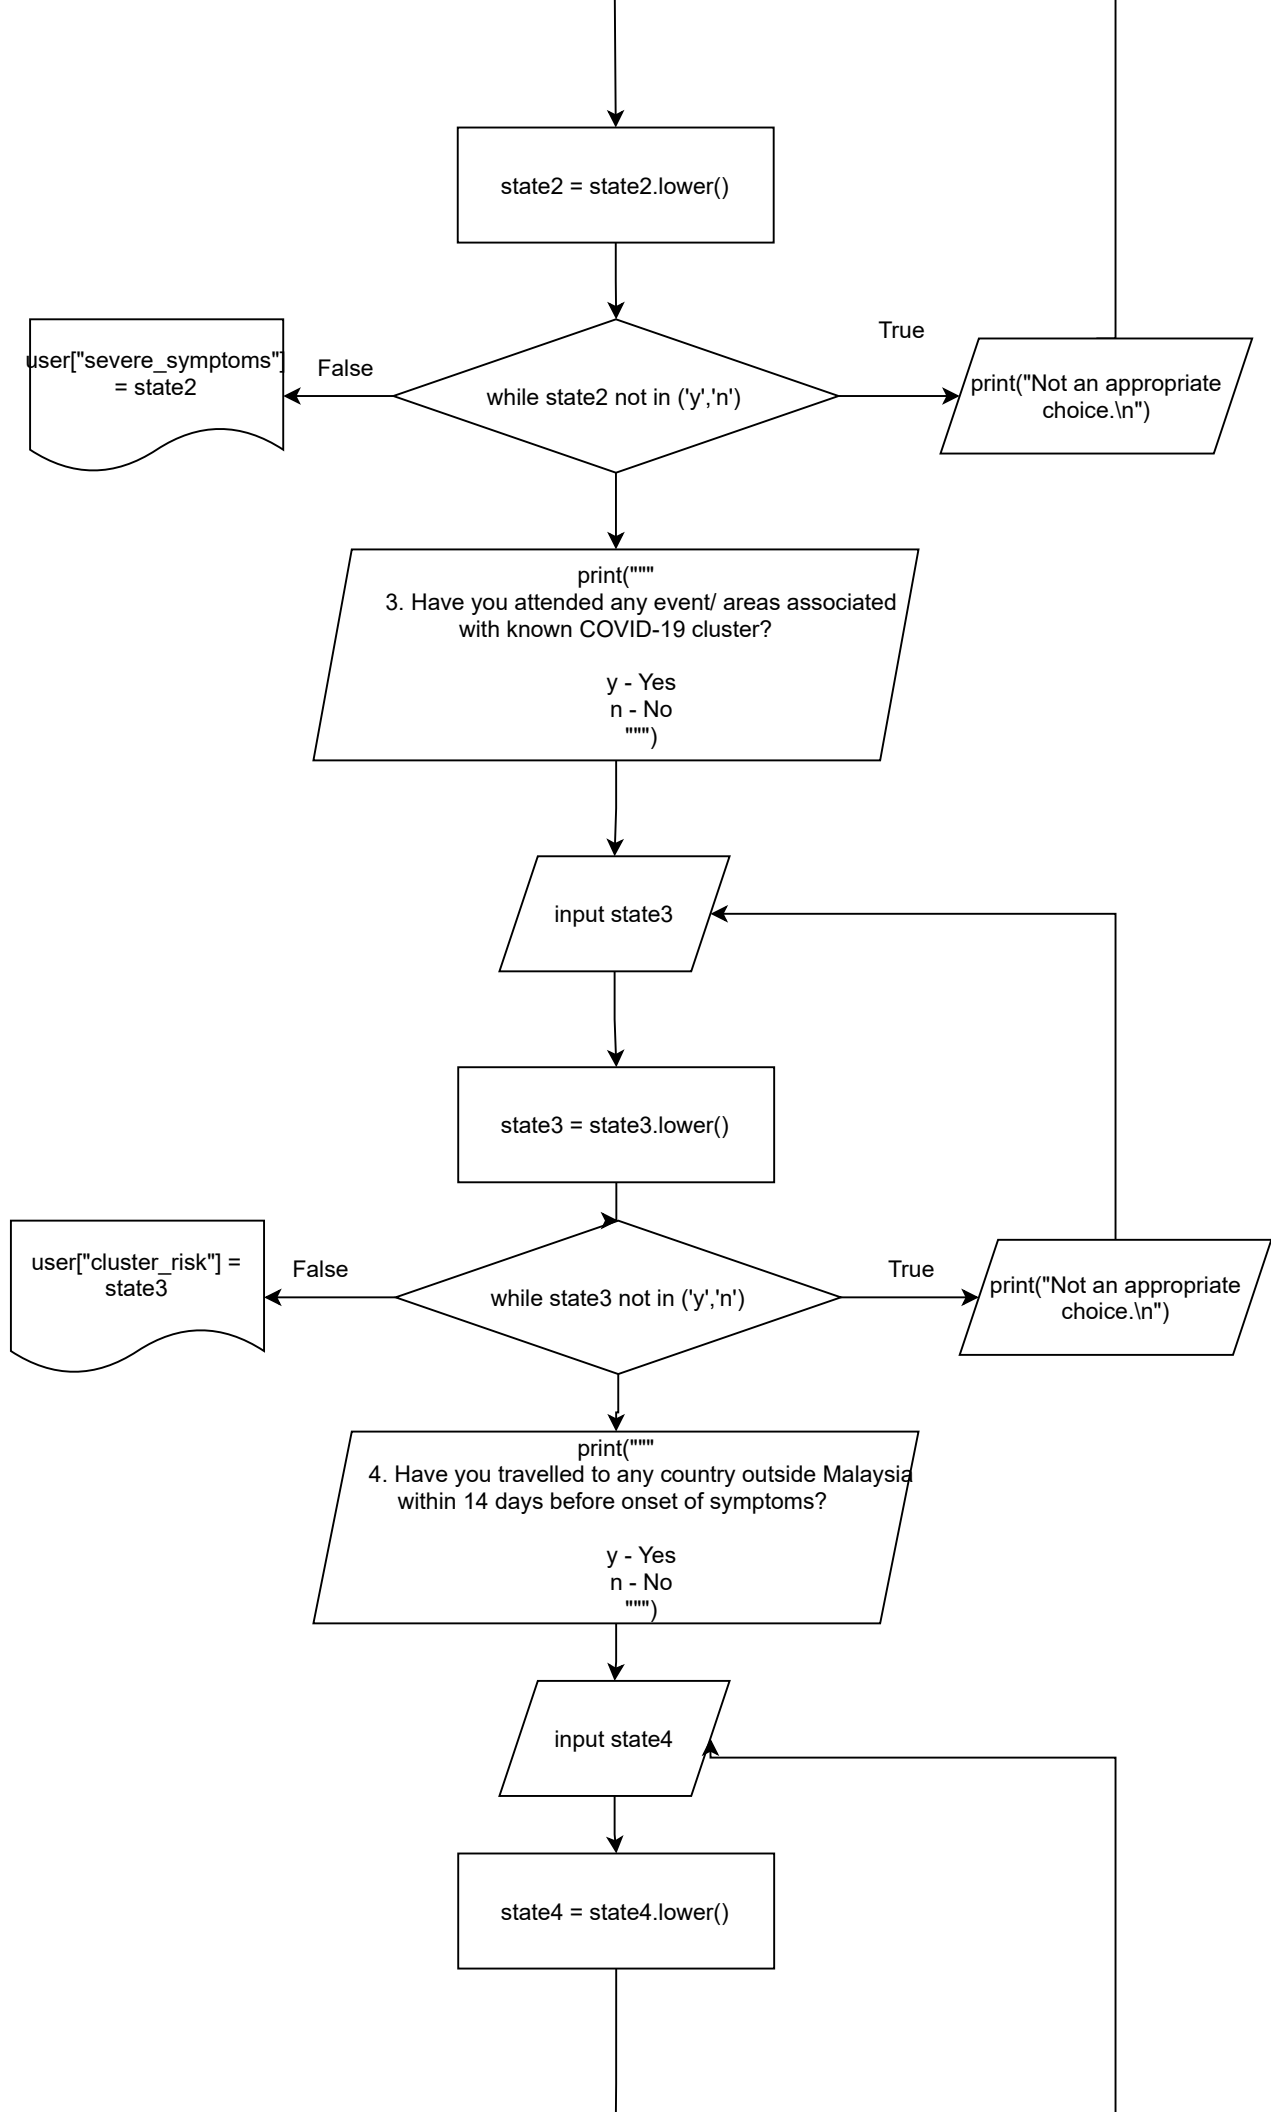 state2 = state2.lower()
True
user["severe_symptoms"]
= state2
False
while state2 not in ('y','n')
print("Not an appropriate
choice.\n")
print("""
3. Have you attended any event/ areas associated
with known COVID-19 cluster?
y - Yes
n - No
""")
input state3
state3 = state3.lower()
user["cluster_risk"] =
state3
False
while state3 not in ('y','n')
True
print("Not an appropriate
choice.\n")
print("""
4. Have you travelled to any country outside Malaysia
within 14 days before onset of symptoms?
y - Yes
n - No
""")
input state4
state4 = state4.lower()